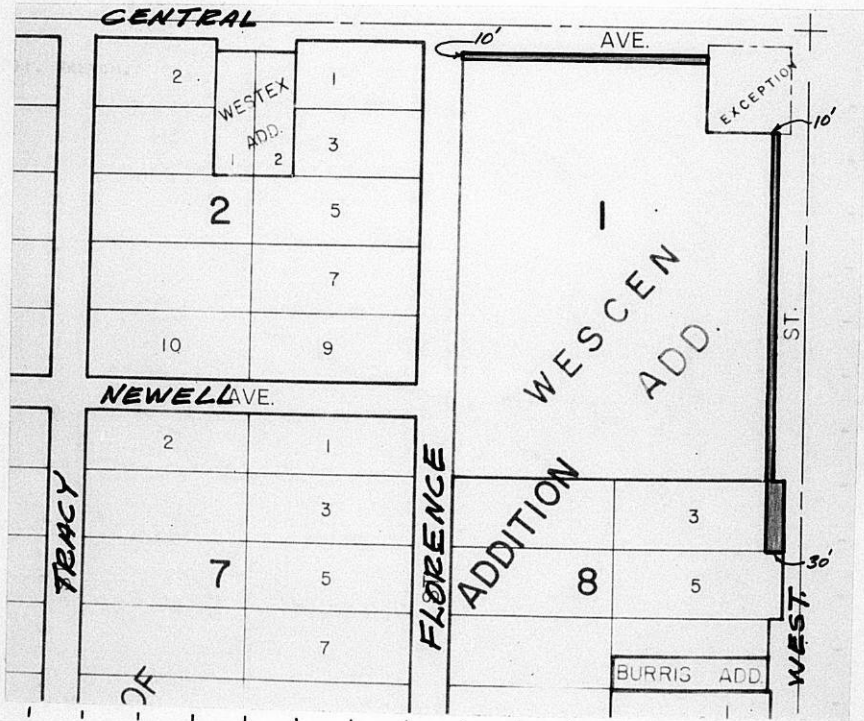 CENTRAL AVE.
10'
2
WESTEX
ADD.
1 2
1
3
2
5
7
10
9
EXCEPTION
10'
1
WESCEN
ADD.
ST.
NEWELL AVE.
2
1
3
7
5
7
TRACY
FLORENCE
ADDITION
3
8
5
30'
WEST
BURRIS ADD.
OF